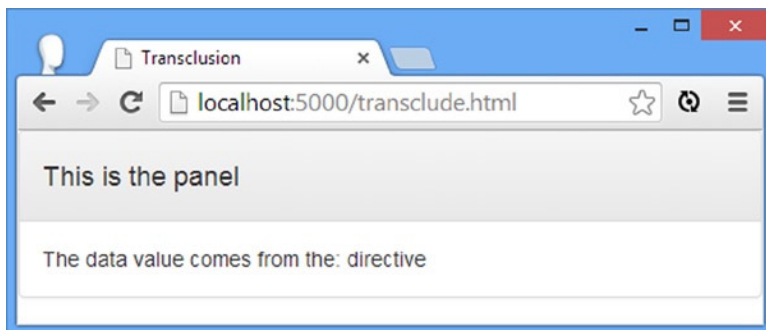 Transclusion
localhost:5000/transclude.html
This is the panel
The data value comes from the: directive